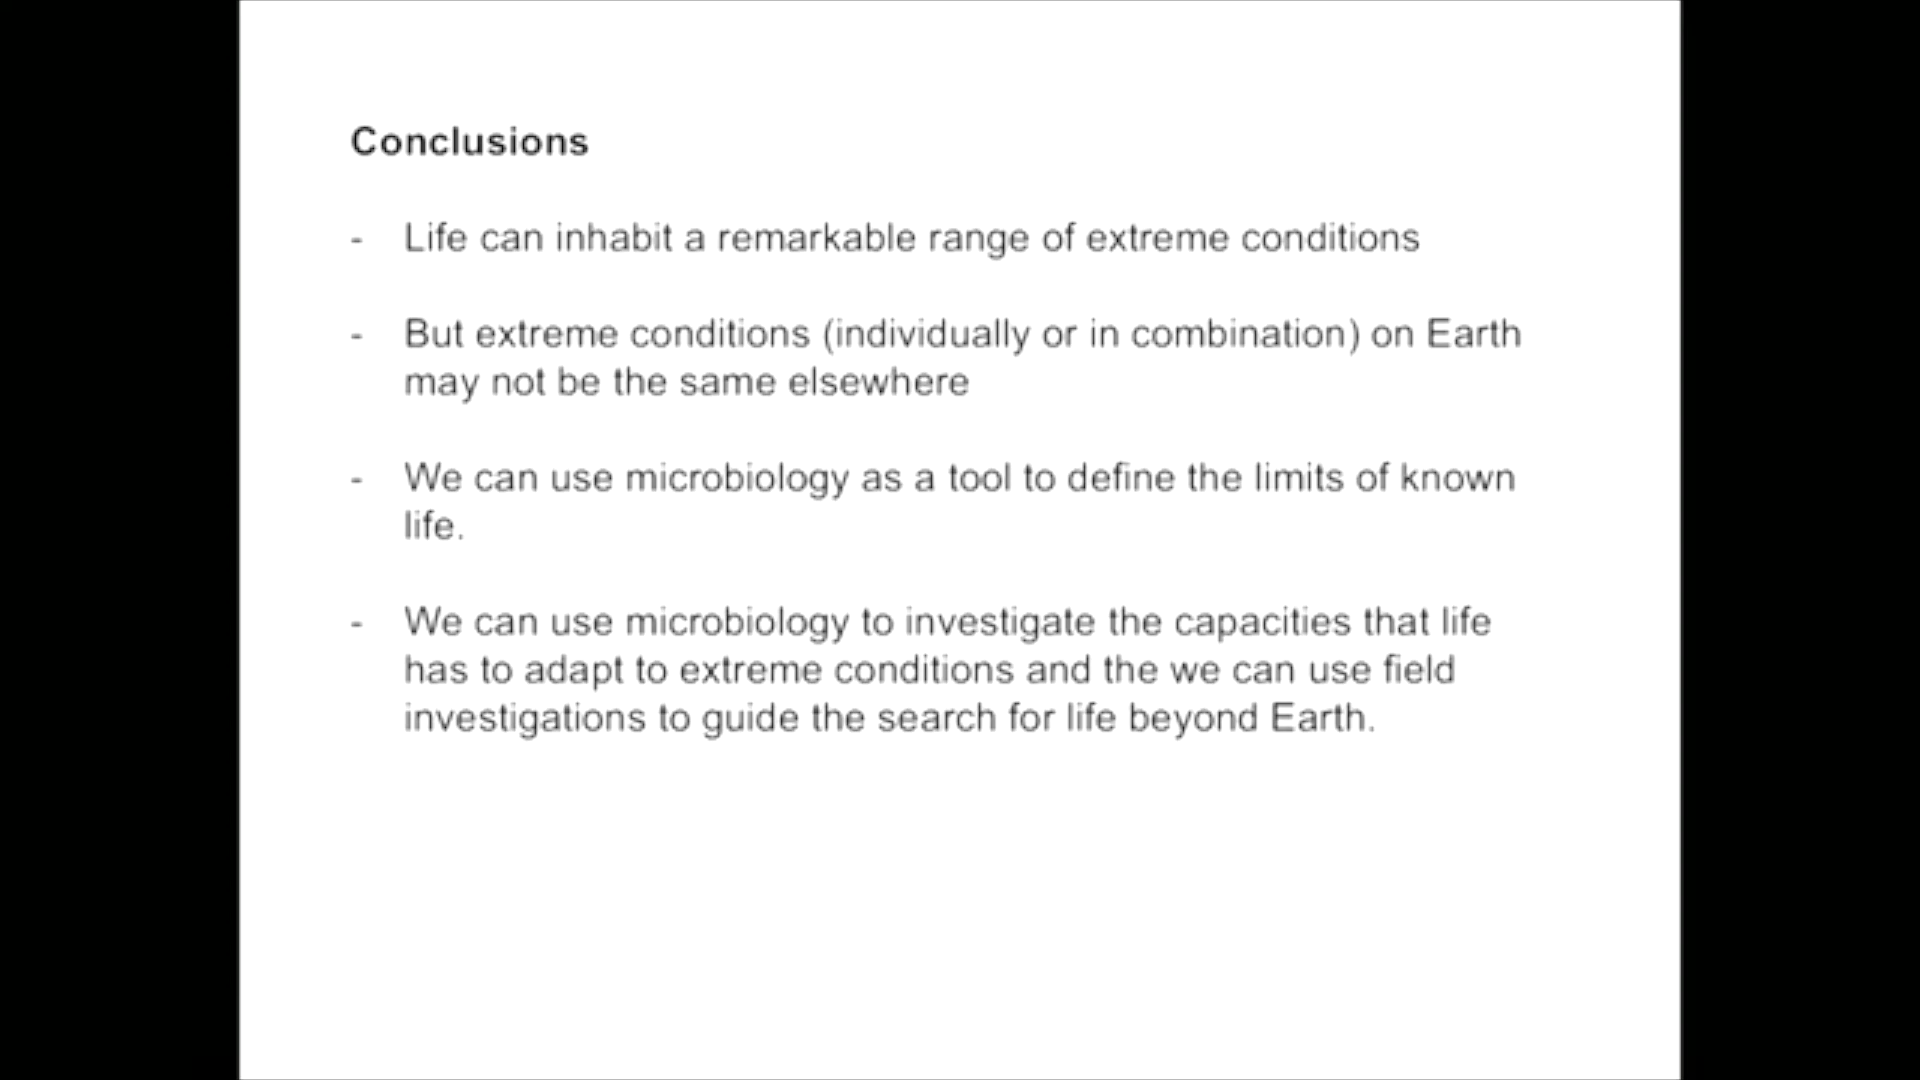 Conclusions
- Life can inhabit a remarkable range of extreme conditions
- But extreme conditions (individually or in combination) on Earth
may not be the same elsewhere
- We can use microbiology as a tool to define the limits of known
life.
- We can use microbiology to investigate the capacities that life
has to adapt to extreme conditions and the we can use field
investigations to guide the search for life beyond Earth.